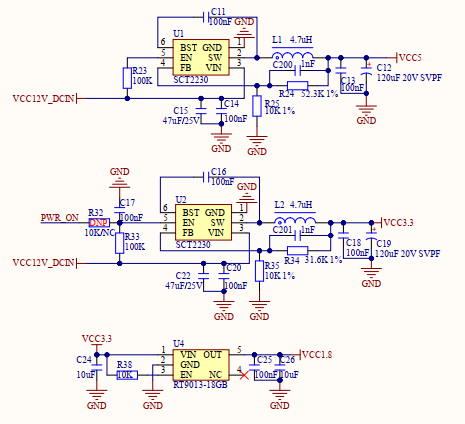 C11
100nF
GND
U1
L1 4.7uH
6 BST GND 1
5 EN SW 2
4 FB VIN 3
SCT2230
R23
100K
C200 1nF
VCC5
C13
100nF
C12
120uF 20V SVPF
R24 52.3K 1%
VCC12V_DCIN
C15
47uF/25V
C14
100nF
R25
10K 1%
GND
GND
GND
C16
100nF
GND
GND
C17
100nF
U2
L2 4.7uH
PWR_ON
R32
DNP
10K/NC
6 BST GND 1
5 EN SW 2
4 FB VIN 3
SCT2230
R33
100K
C201 1nF
VCC3.3
C18
100nF
C19
120uF 20V SVPF
R34 31.6K 1%
VCC12V_DCIN
C22
47uF/25V
C20
100nF
R35
10K 1%
GND
GND
GND
VCC3.3
U4
C24
10uF
R38
10K
1 VIN OUT 5
2 GND
3 EN NC 4
RT9013-18GB
VCC1.8
C25
100nF
C26
10uF
GND
GND
GND